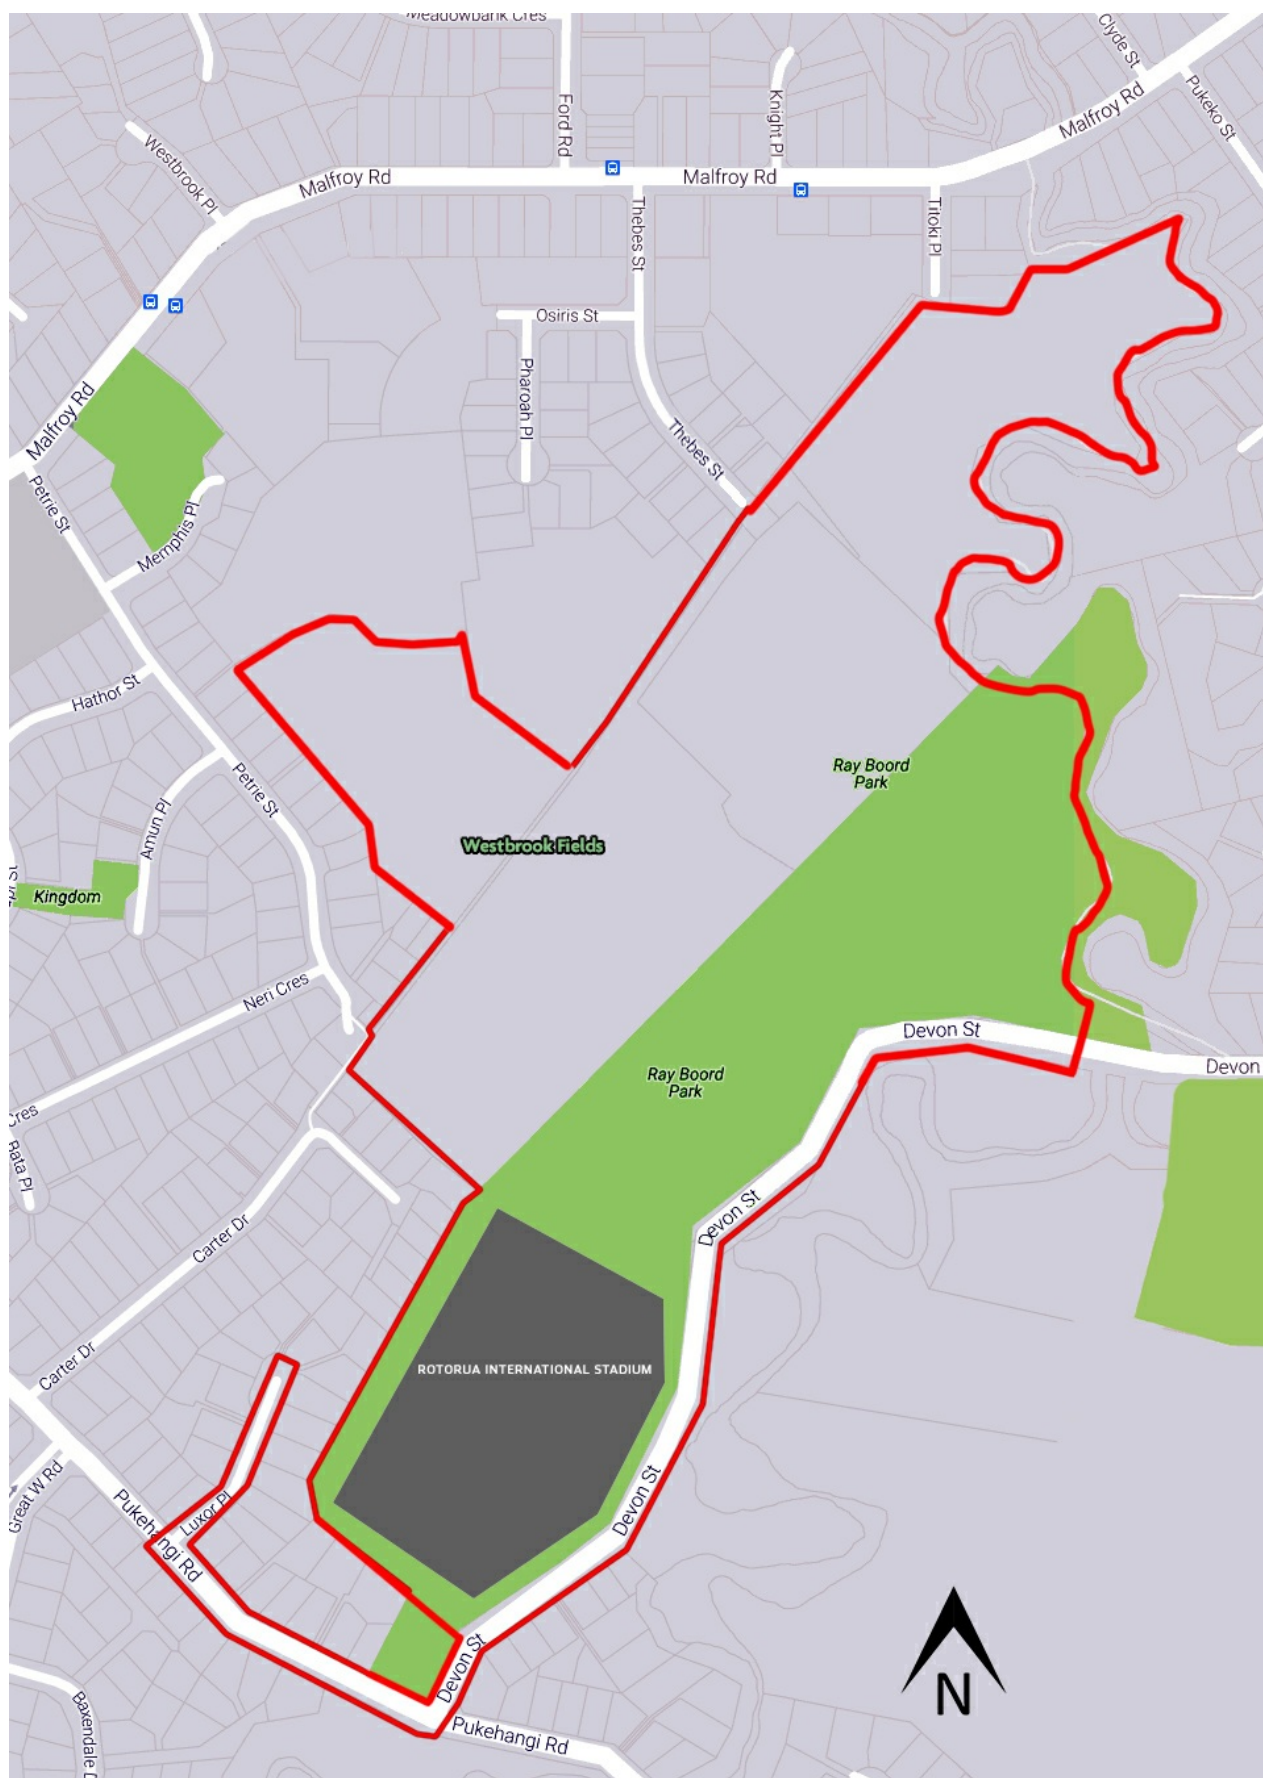 Meadowbank Cres
Clyde St
Pukeko St
Malfroy Rd
Ford Rd
Knight Pl
Westbrook Pl
Malfroy Rd
Malfroy Rd
Thebes St
Titoki Pl
Osiris St
Pharoah Pl
Malfroy Rd
Thebes St
Petrie St
Memphis Pl
Hathor St
Petrie St
Ray Boord
Park
Amun Pl
Westbrook Fields
Kingdom
Neri Cres
Devon St
Devon
Ray Boord
Park
Cres
Bata Pl
Devon St
Carter Dr
Carter Dr
ROTORUA INTERNATIONAL STADIUM
Great W Rd
Pukehangi Rd
Luxor Pl
Devon St
Devon St
N
Baxendale D
Pukehangi Rd